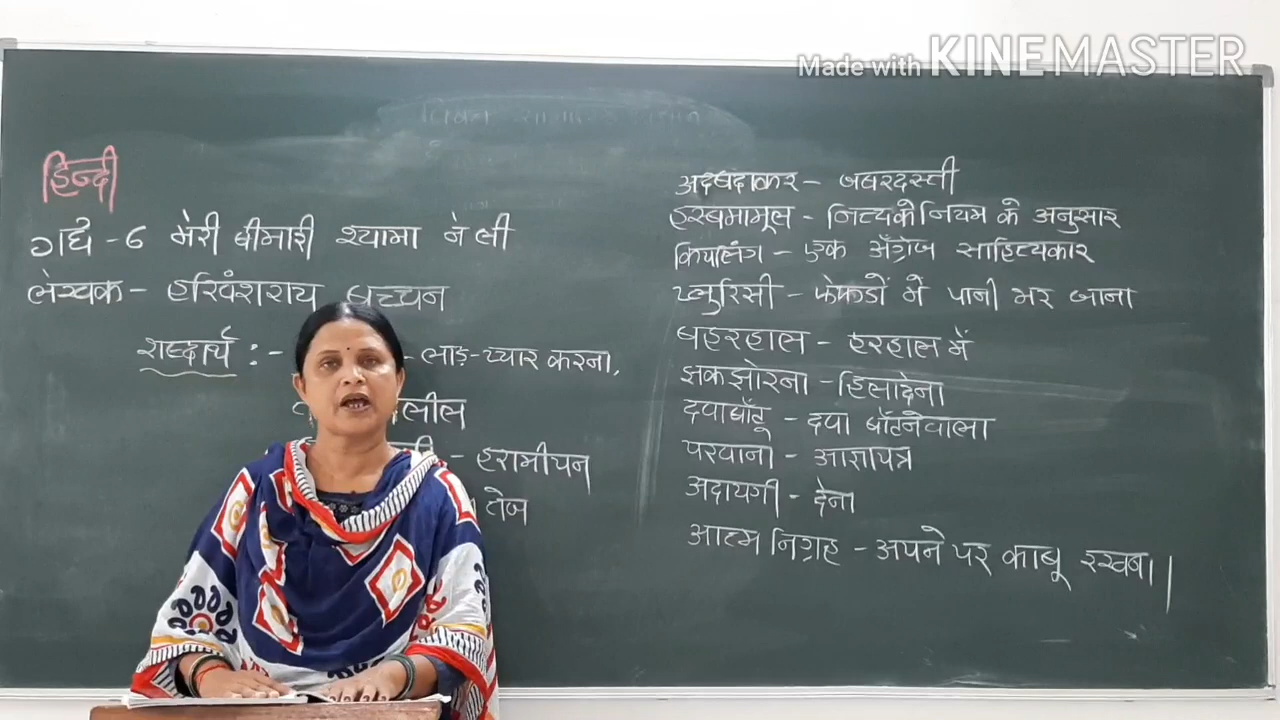 Made with KINEMASTER
हिन्दी
गद्य - 6 मेरी बीमारी श्यामा ने ली
लेखक - हरिवंशराय बच्चन
शब्दार्थ :- - लाड़-प्यार करना,
लील
- हरामीपन
तेज
अदबदाकर - जबरदस्ती
हस्बमामूल - नित्य के नियम के अनुसार
किपलिंग - एक अँग्रेज साहित्यकार
प्लुरिसी - फेफडों में पानी भर जाना
बहरहाल - हरहाल में
झकझोरना - हिलादेना
दवाबाँटू - दवा बाँटनेवाला
परवानो - आज्ञापत्र
अदायगी - देना
आत्म निग्रह - अपने पर काबू रखना।